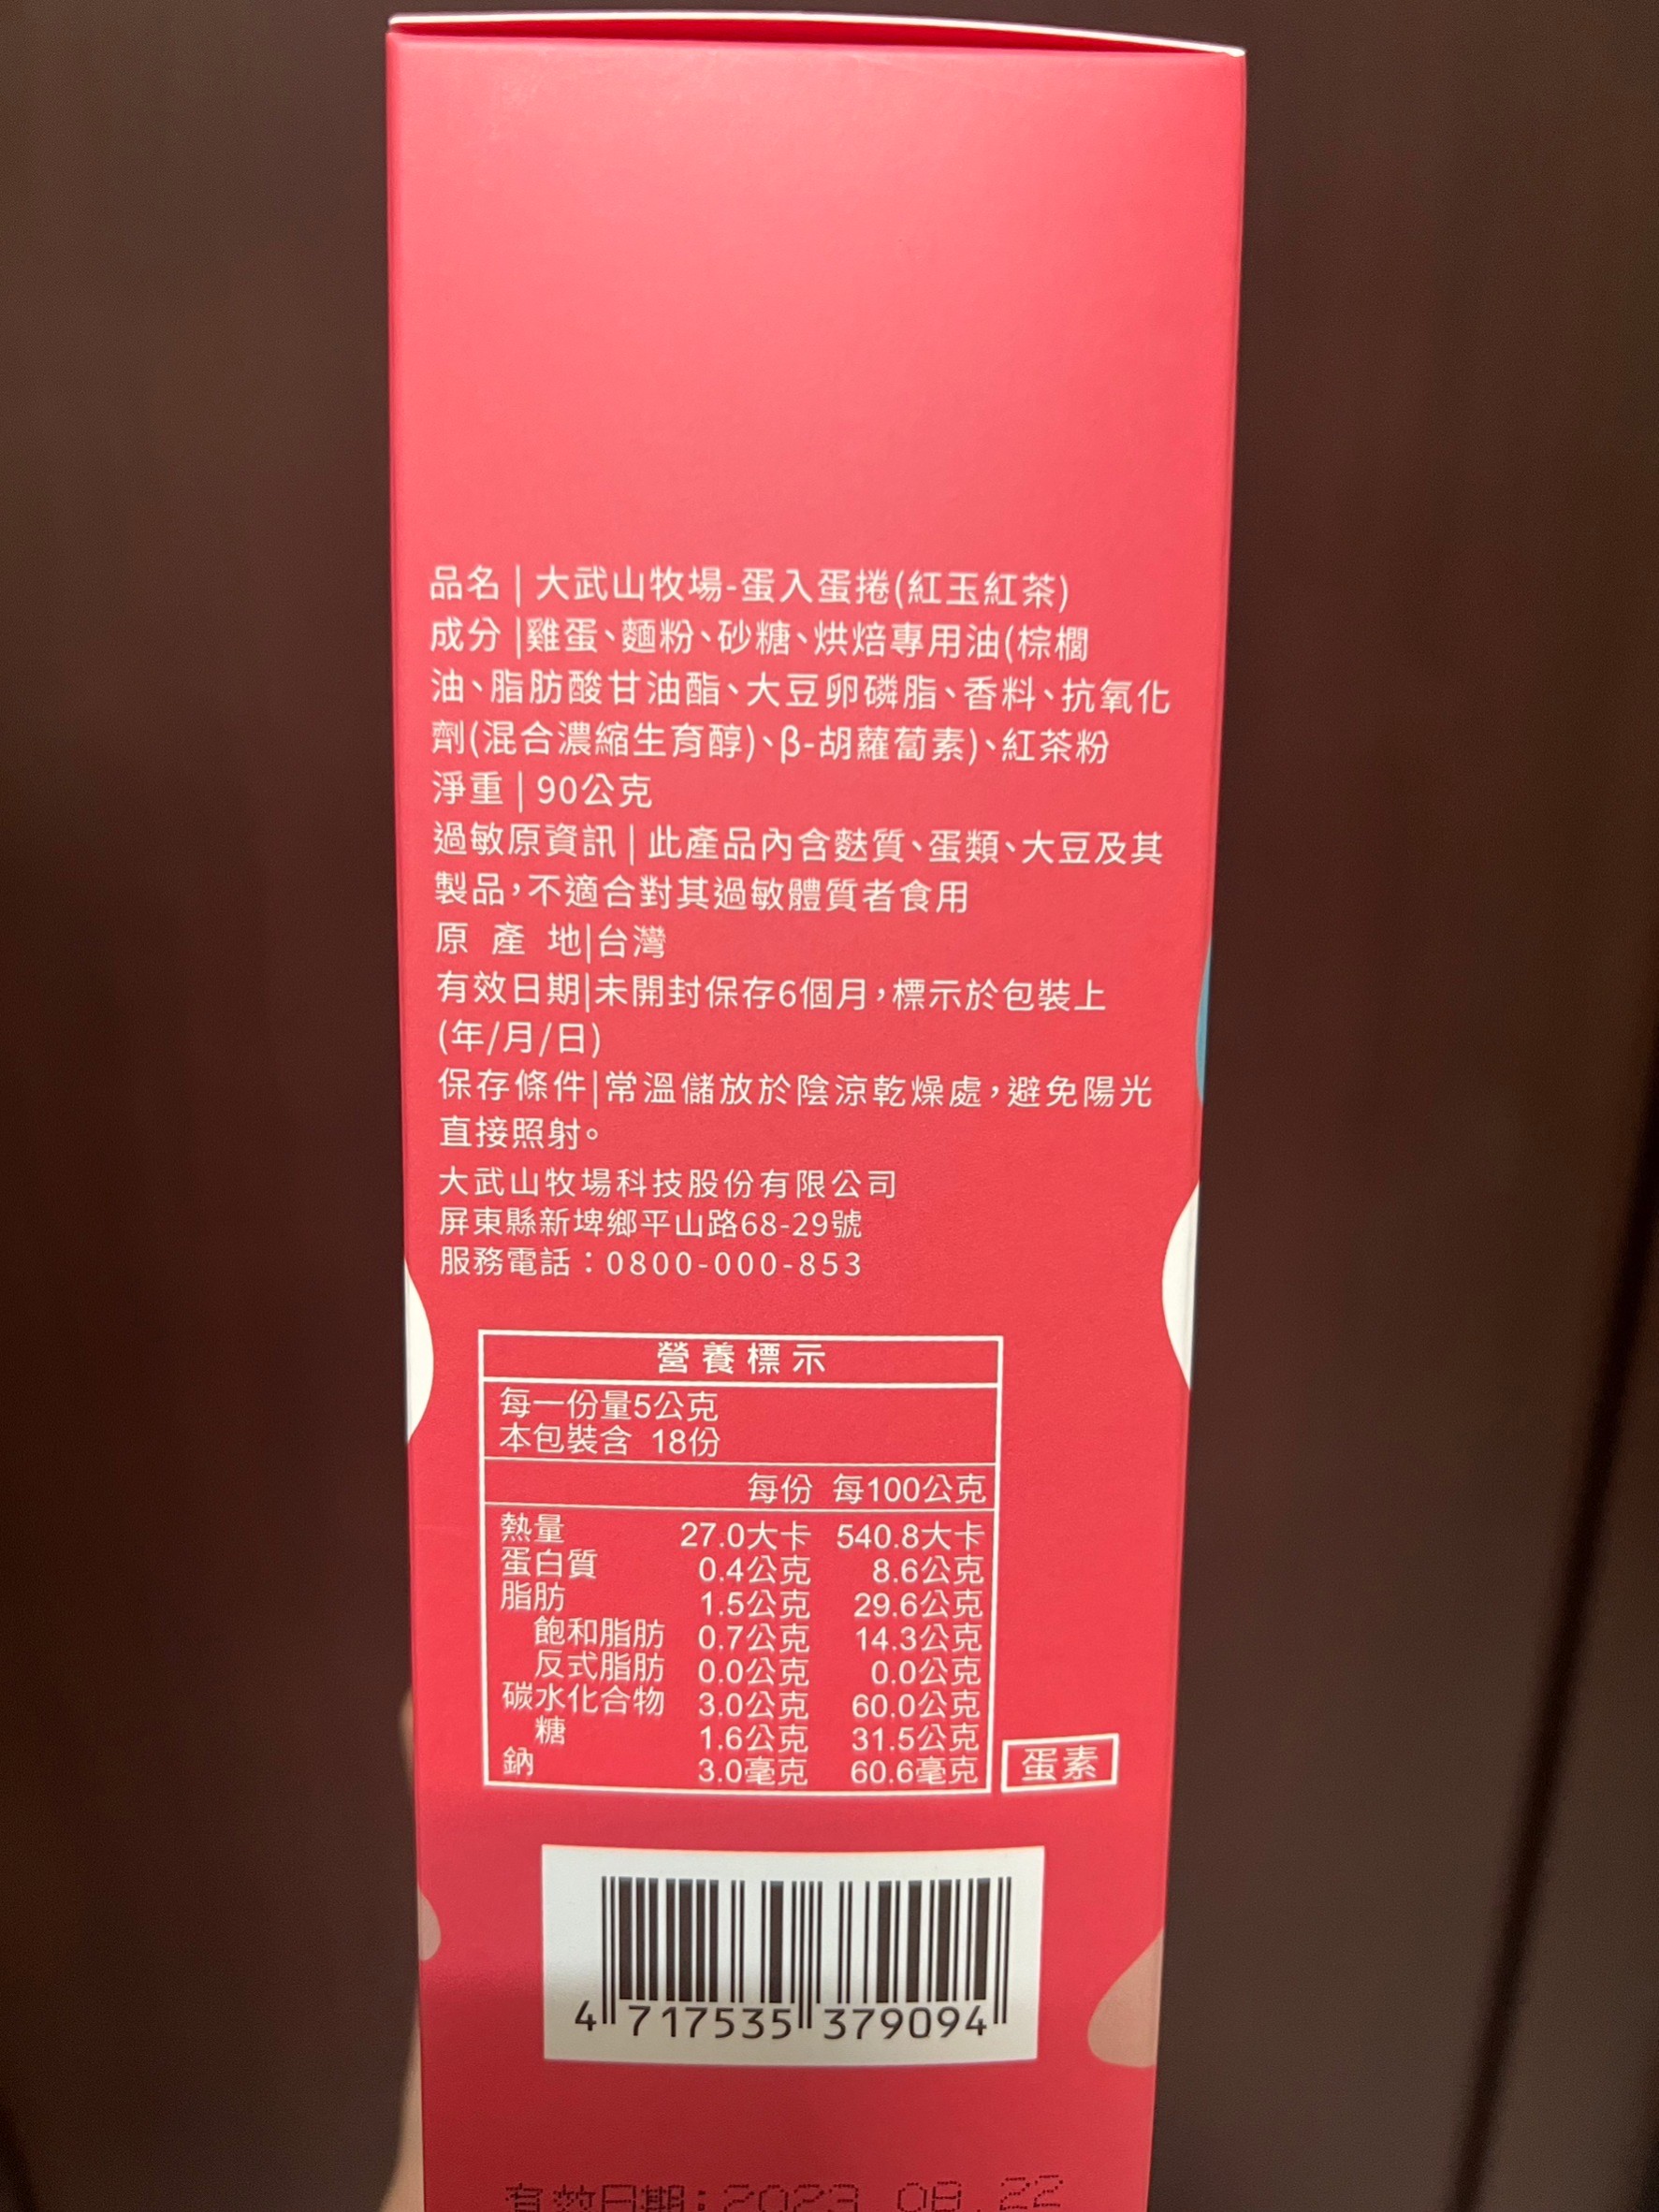 品名 | 大武山牧場-蛋入蛋捲(紅玉紅茶)
成分 |雞蛋、麵粉、砂糖、烘焙專用油(棕櫚
油、脂肪酸甘油酯、大豆卵磷脂、香料、抗氧化
劑(混合濃縮生育醇)、β-胡蘿蔔素)、紅茶粉
淨重 | 90公克
過敏原資訊 | 此產品內含麩質、蛋類、大豆及其
製品，不適合對其過敏體質者食用
原 產 地|台灣
有效日期|未開封保存6個月，標示於包裝上
(年/月/日)
保存條件|常溫儲放於陰涼乾燥處，避免陽光
直接照射。
大武山牧場科技股份有限公司
屏東縣新埤鄉平山路68-29號
服務電話：0800-000-853
營養標示
每一份量5公克
本包裝含 18份
每份 每100公克
熱量 27.0大卡 540.8大卡
蛋白質 0.4公克 8.6公克
脂肪 1.5公克 29.6公克
飽和脂肪 0.7公克 14.3公克
反式脂肪 0.0公克 0.0公克
碳水化合物 3.0公克 60.0公克
糖 1.6公克 31.5公克
鈉 3.0毫克 60.6毫克
蛋素
4 717535 379094
有效日期:2023.08.22